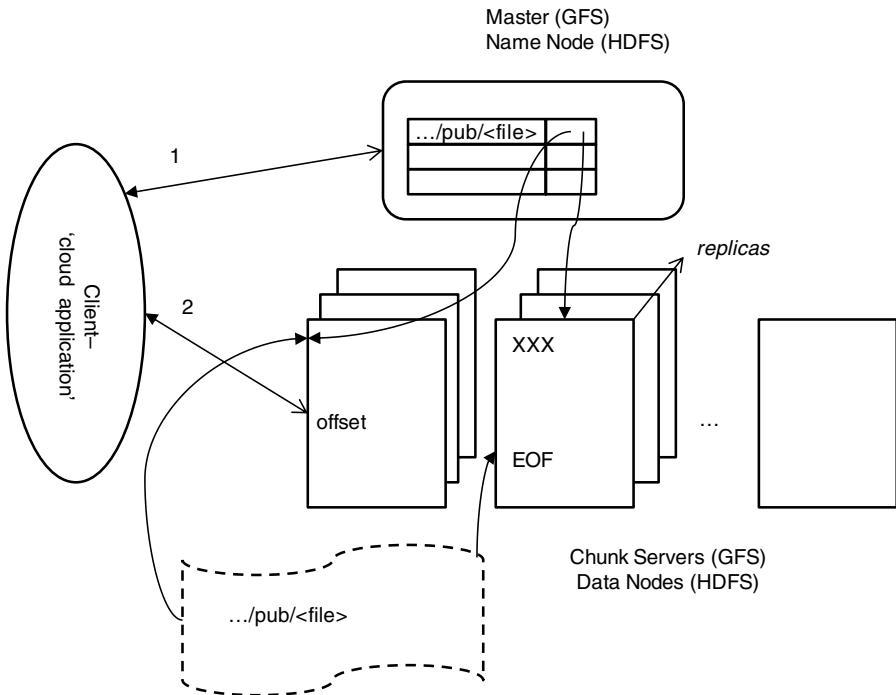 Master (GFS)
Name Node (HDFS)
…/pub/<file>
1
Client–
‘cloud application’
2
replicas
XXX
offset
…
EOF
Chunk Servers (GFS)
Data Nodes (HDFS)
…/pub/<file>